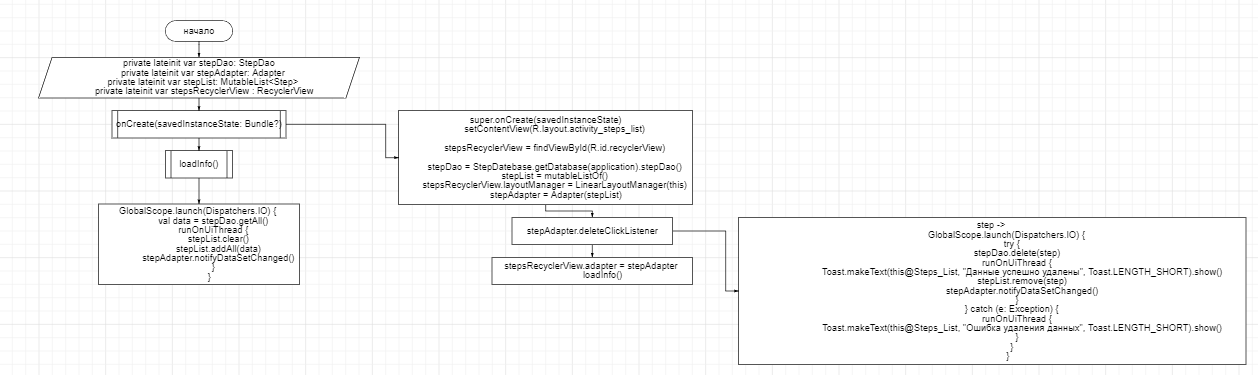 начало
private lateinit var stepDao: StepDao
private lateinit var stepAdapter: Adapter
private lateinit var stepList: MutableList<Step>
private lateinit var stepsRecyclerView : RecyclerView
onCreate(savedInstanceState: Bundle?)
loadInfo()
GlobalScope.launch(Dispatchers.IO) {
val data = stepDao.getAll()
runOnUiThread {
stepList.clear()
stepList.addAll(data)
stepAdapter.notifyDataSetChanged()
}
}
super.onCreate(savedInstanceState)
setContentView(R.layout.activity_steps_list)
stepsRecyclerView = findViewById(R.id.recyclerView)
stepDao = StepDatebase.getDatabase(application).stepDao()
stepList = mutableListOf()
stepsRecyclerView.layoutManager = LinearLayoutManager(this)
stepAdapter = Adapter(stepList)
stepAdapter.deleteClickListener
stepsRecyclerView.adapter = stepAdapter
loadInfo()
step ->
GlobalScope.launch(Dispatchers.IO) {
try {
stepDao.delete(step)
runOnUiThread {
Toast.makeText(this@Steps_List, "Данные успешно удалены", Toast.LENGTH_SHORT).show()
stepList.remove(step)
stepAdapter.notifyDataSetChanged()
}
} catch (e: Exception) {
runOnUiThread {
Toast.makeText(this@Steps_List, "Ошибка удаления данных", Toast.LENGTH_SHORT).show()
}
}
}